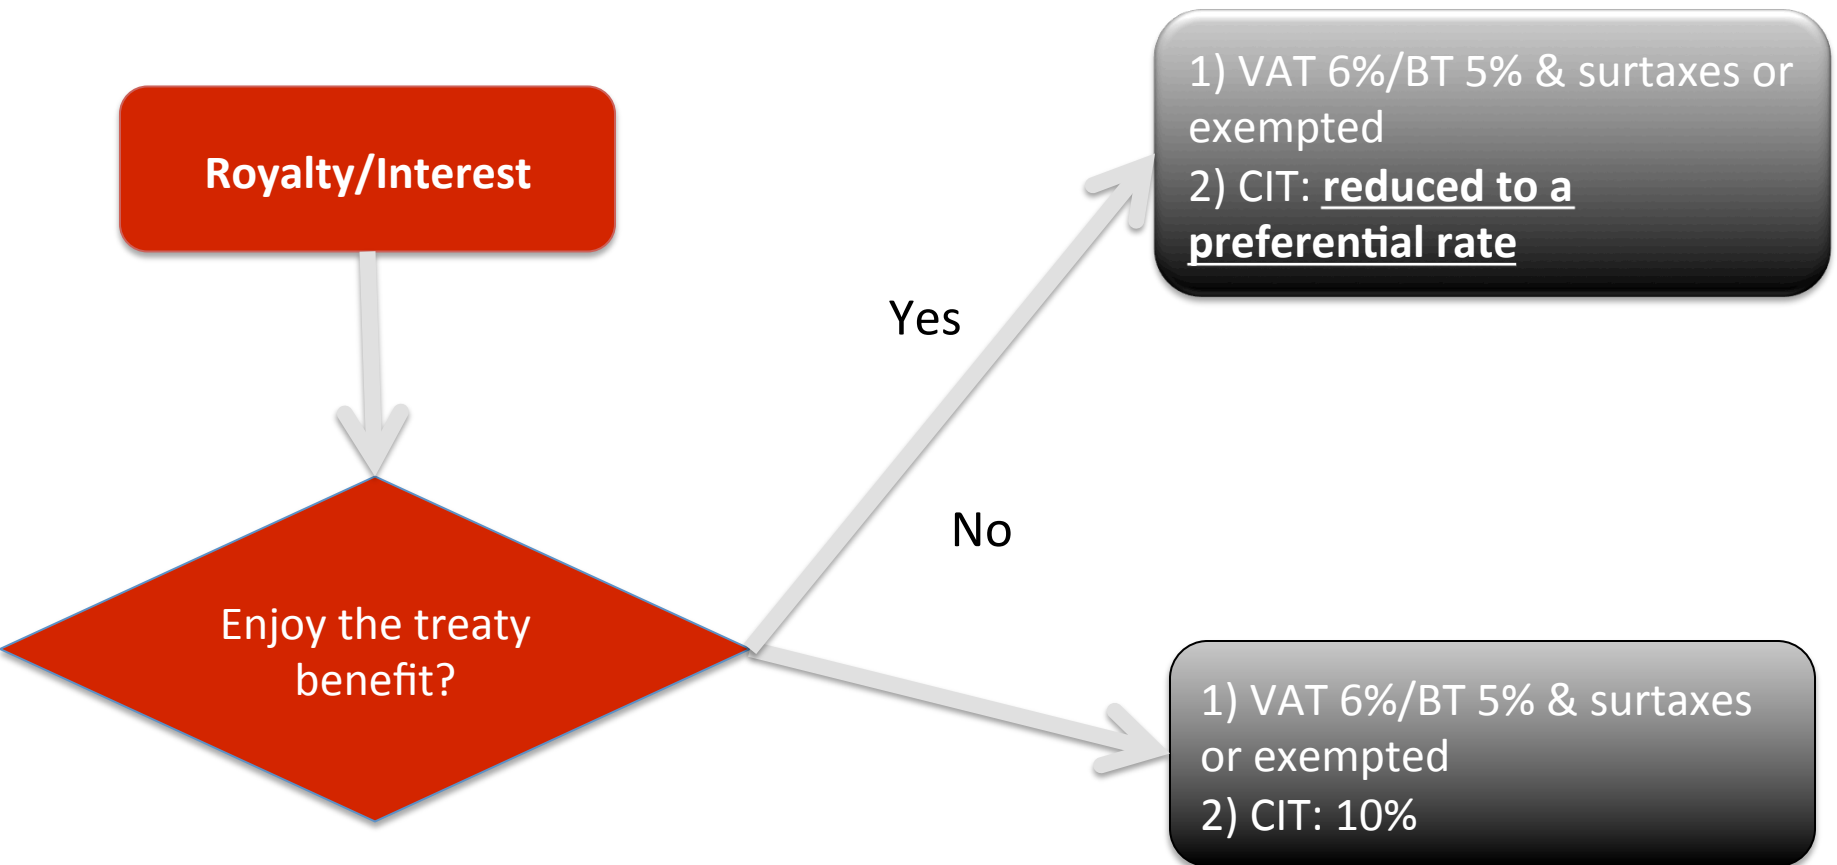 Royalty/Interest
Enjoy the treaty
benefit?
Yes
No
1) VAT 6%/BT 5% & surtaxes or
exempted
2) CIT: reduced to a
preferential rate
1) VAT 6%/BT 5% & surtaxes
or exempted
2) CIT: 10%